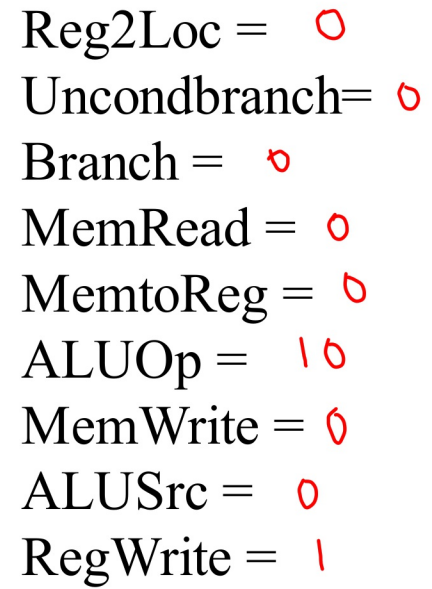 Reg2Loc = 0
Uncondbranch= 0
Branch = 0
MemRead = 0
MemtoReg = 0
ALUOp = 10
MemWrite = 0
ALUSrc = 0
RegWrite = 1